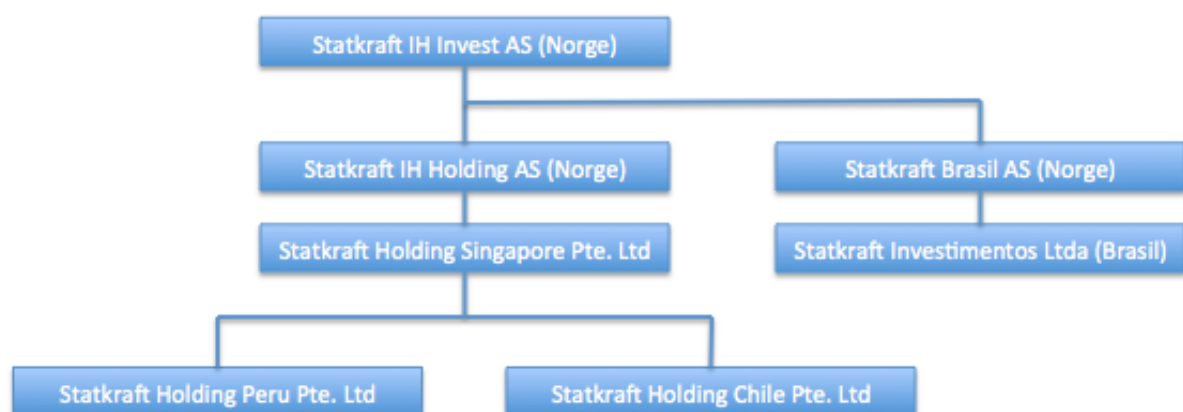 Statkraft IH Invest AS (Norge)
Statkraft IH Holding AS (Norge)
Statkraft Brasil AS (Norge)
Statkraft Holding Singapore Pte. Ltd
Statkraft Investimentos Ltda (Brasil)
Statkraft Holding Peru Pte. Ltd
Statkraft Holding Chile Pte. Ltd